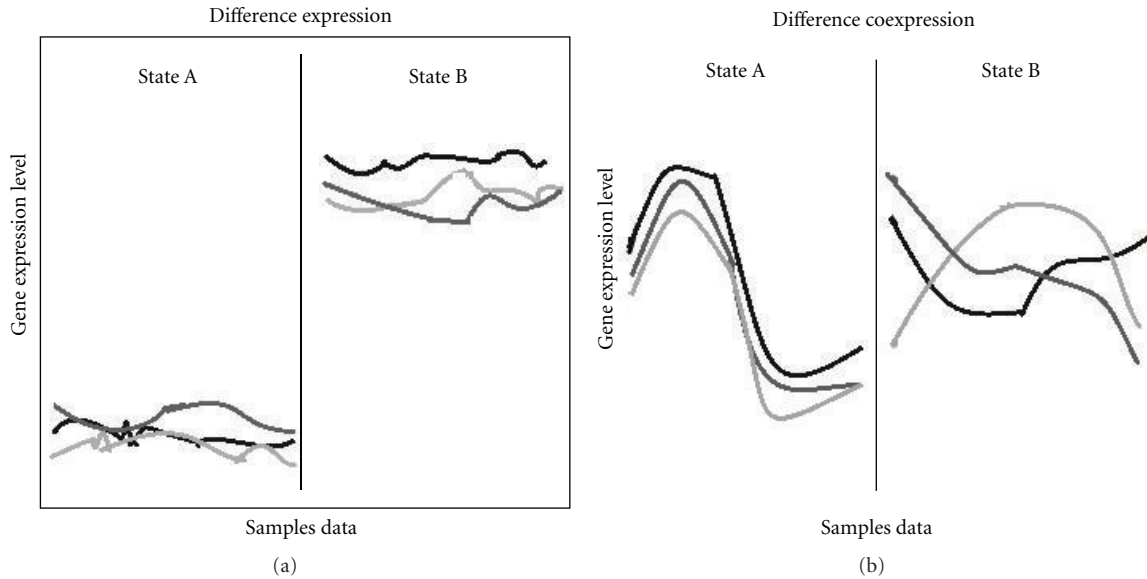 Difference expression
State A
State B
Gene expression level
Samples data
(a)
Difference coexpression
State A
State B
Gene expression level
Samples data
(b)